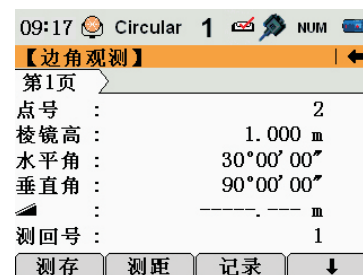 09:17 Circular 1 NUM
【边角观测】
第1页
点号 : 2
棱镜高 : 1.000 m
水平角 : 30°00′00″
垂直角 : 90°00′00″
: -----.--- m
测回号 : 1
测存 测距 记录 ↓